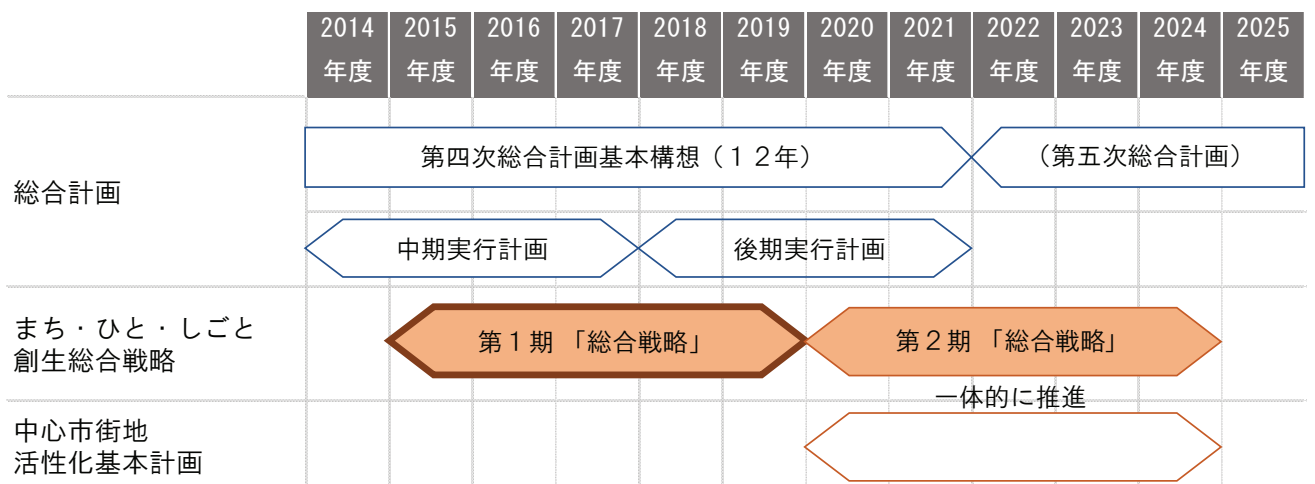 2014 2015 2016 2017 2018 2019 2020 2021 2022 2023 2024 2025
年度 年度 年度 年度 年度 年度 年度 年度 年度 年度 年度 年度
総合計画
第四次総合計画基本構想（１２年）
（第五次総合計画）
中期実行計画
後期実行計画
まち・ひと・しごと
創生総合戦略
第１期 「総合戦略」
第２期 「総合戦略」
一体的に推進
中心市街地
活性化基本計画